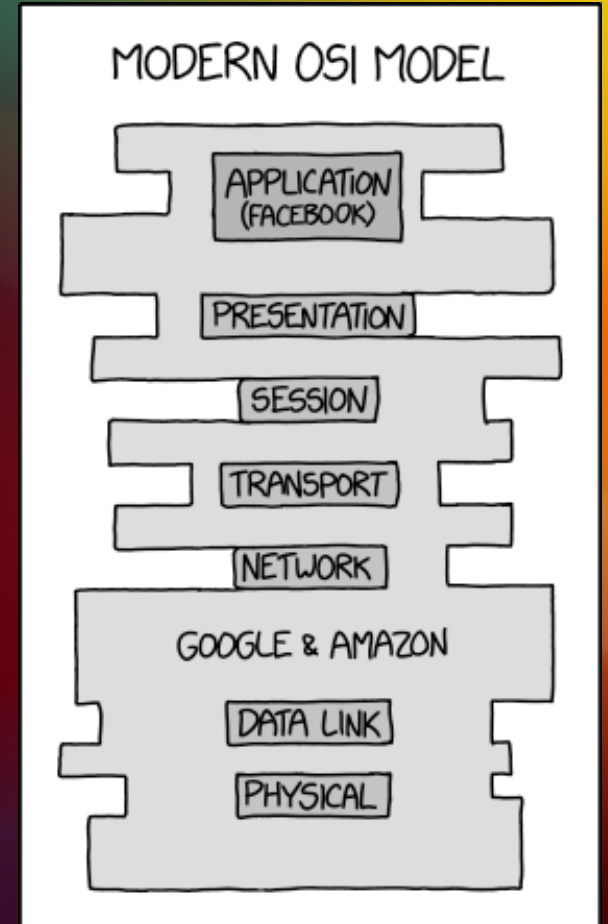 MODERN OSI MODEL
APPLICATION
(FACEBOOK)
PRESENTATION
SESSION
TRANSPORT
NETWORK
GOOGLE & AMAZON
DATA LINK
PHYSICAL